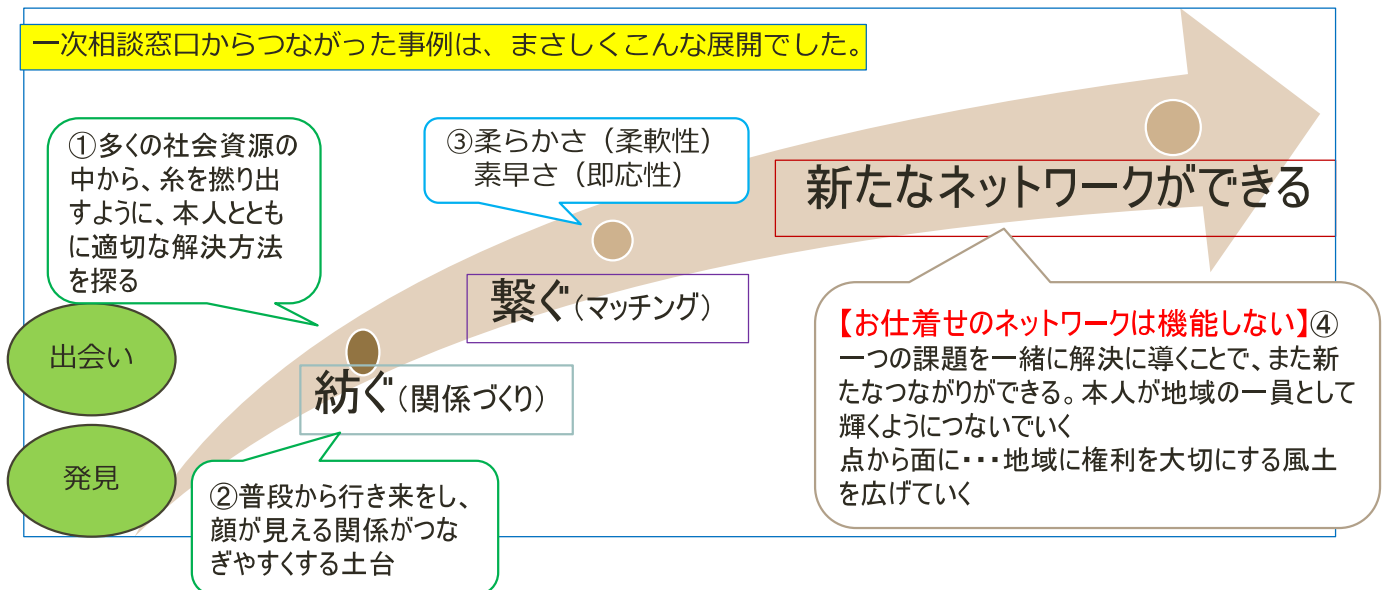 一次相談窓口からつながった事例は、まさしくこんな展開でした。
①多くの社会資源の
中から、糸を撚り出
すように、本人ととも
に適切な解決方法
を探る
③柔らかさ（柔軟性）
素早さ（即応性）
新たなネットワークができる
繋ぐ（マッチング）
出会い
紡ぐ（関係づくり）
発見
②普段から行き来をし、
顔が見える関係がつな
ぎやすくする土台
【お仕着せのネットワークは機能しない】④
一つの課題を一緒に解決に導くことで、また新
たなつながりができる。本人が地域の一員として
輝くようにつないでいく
点から面に・・・地域に権利を大切にする風土
を広げていく